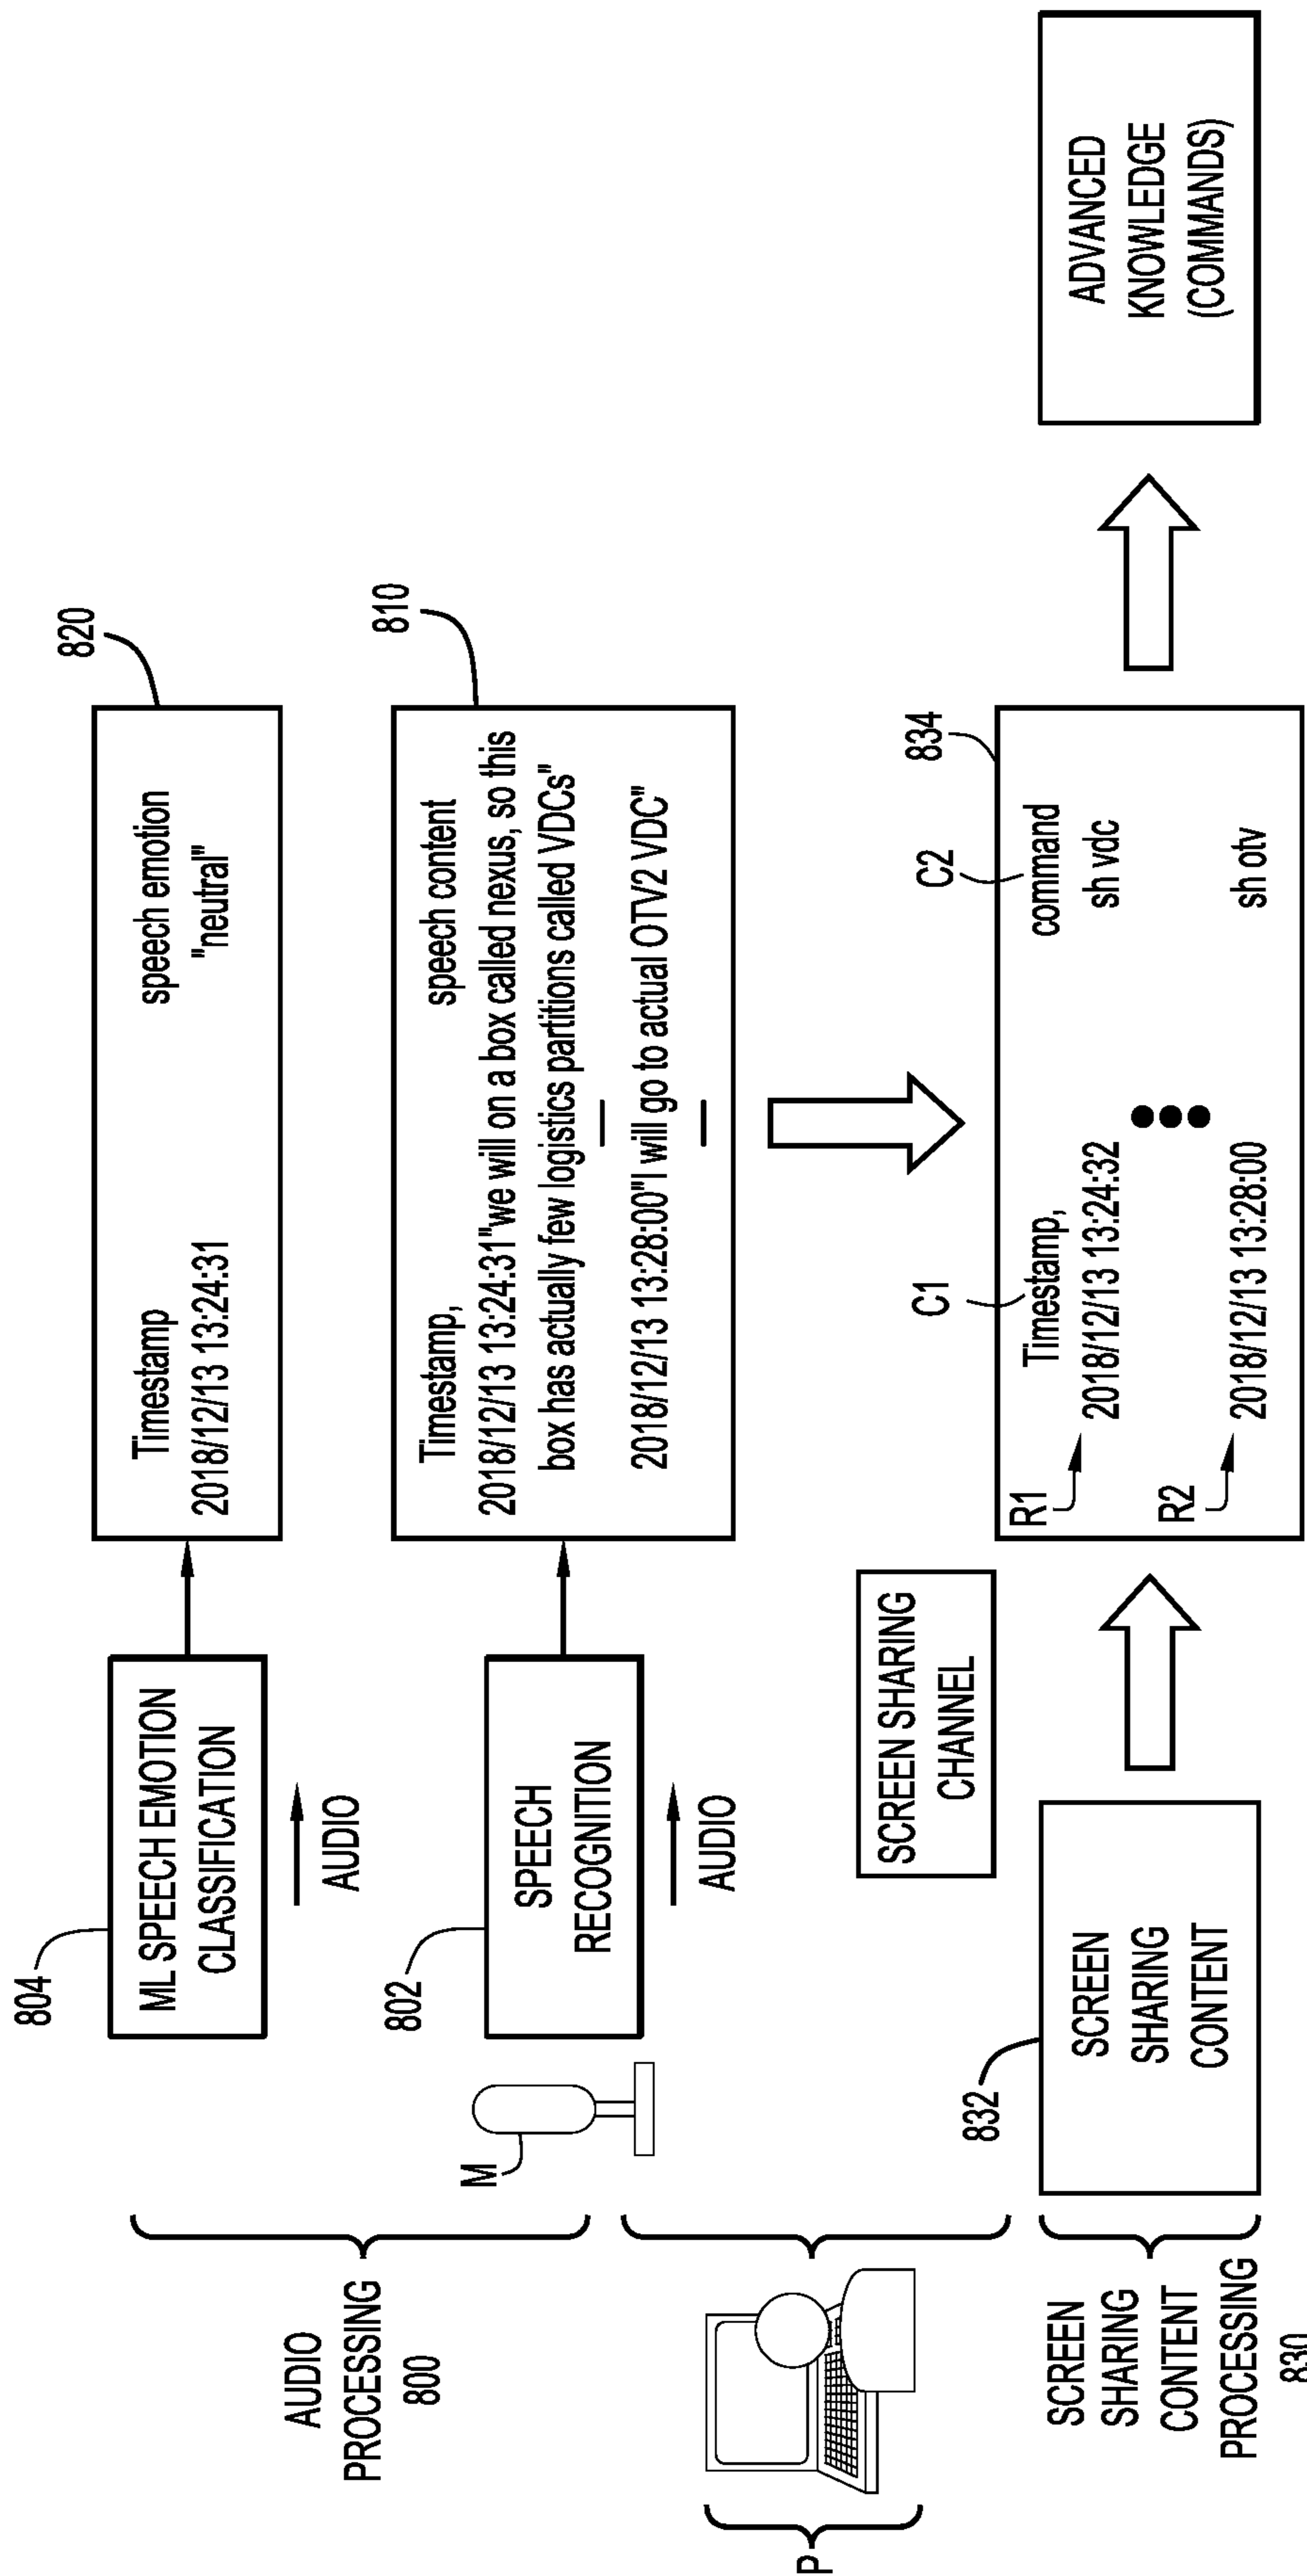 820
804
ML SPEECH EMOTION
CLASSIFICATION
AUDIO
Timestamp speech emotion
2018/12/13 13:24:31 "neutral"
AUDIO
PROCESSING
800
M
802
SPEECH
RECOGNITION
AUDIO
810
Timestamp, speech content
2018/12/13 13:24:31"we will on a box called nexus, so this
box has actually few logistics partitions called VDCs"
2018/12/13 13:28:00"I will go to actual OTV2 VDC"
P
SCREEN SHARING
CHANNEL
SCREEN
SHARING
CONTENT
PROCESSING
830
832
SCREEN
SHARING
CONTENT
C1
C2
834
R1
Timestamp, command
2018/12/13 13:24:32 sh vdc
R2
2018/12/13 13:28:00 sh otv
ADVANCED
KNOWLEDGE
(COMMANDS)